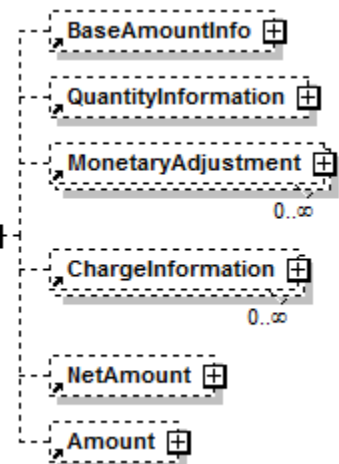 BaseAmountInfo
QuantityInformation
MonetaryAdjustment
0..∞
ChargeInformation
0..∞
NetAmount
Amount